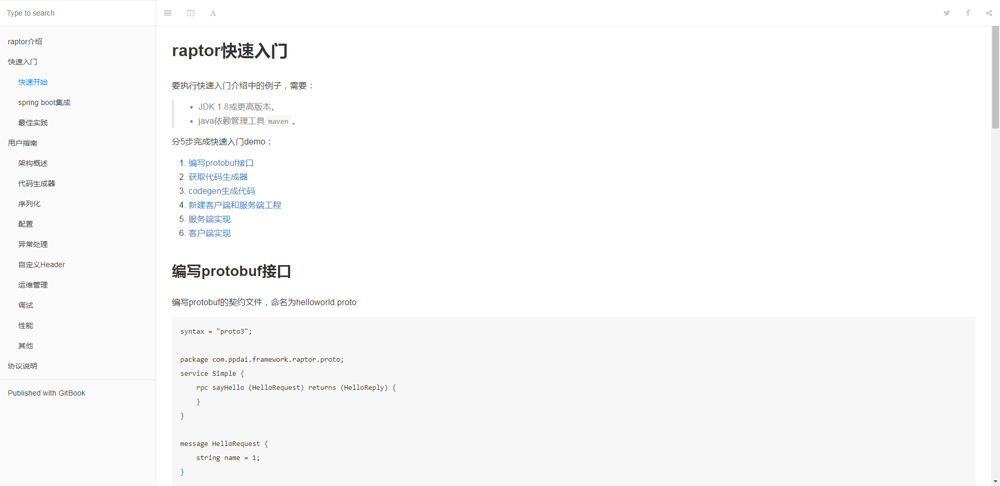 Type to search
raptor介绍
快速入门
快速开始
spring boot集成
最佳实践
用户指南
架构概述
代码生成器
序列化
配置
异常处理
自定义Header
运维管理
调试
性能
其他
协议说明
Published with GitBook
A
raptor快速入门
要执行快速入门介绍中的例子，需要：
• JDK 1.8或更高版本。
• java依赖管理工具 maven 。
分5步完成快速入门demo：
1. 编写protobuf接口
2. 获取代码生成器
3. codegen生成代码
4. 新建客户端和服务端工程
5. 服务端实现
6. 客户端实现
编写protobuf接口
编写protobuf的契约文件，命名为helloworld.proto
syntax = "proto3";
package com.ppdai.framework.raptor.proto;
service Simple {
    rpc sayHello (HelloRequest) returns (HelloReply) {
    }
}
message HelloRequest {
    string name = 1;
}